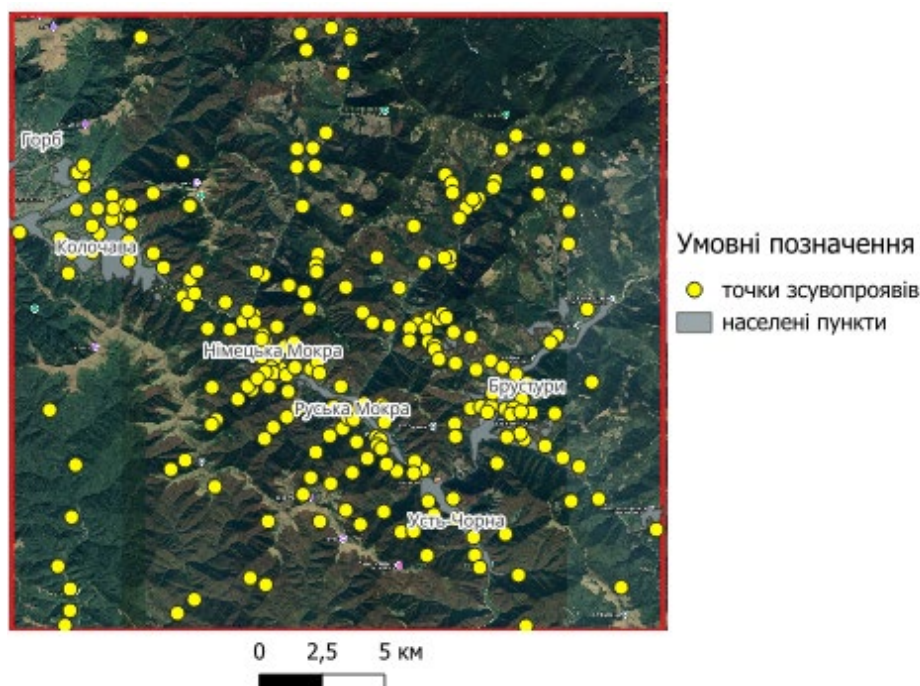 Горб
Колочава
Умовні позначення
точки зсувопроявів
населені пункти
Німецька Мокра
Брустури
Руська Мокра
Усть-Чорна
0 2,5 5 км